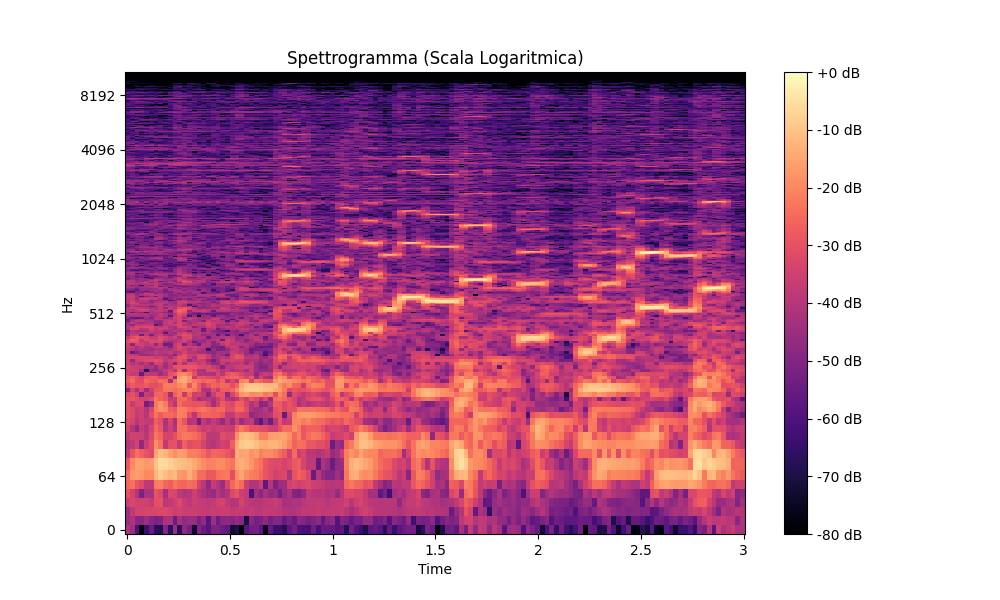 Spettrogramma (Scala Logaritmica)
Hz
8192
4096
2048
1024
512
256
128
64
0
0 0.5 1 1.5 2 2.5 3
Time
+0 dB
-10 dB
-20 dB
-30 dB
-40 dB
-50 dB
-60 dB
-70 dB
-80 dB